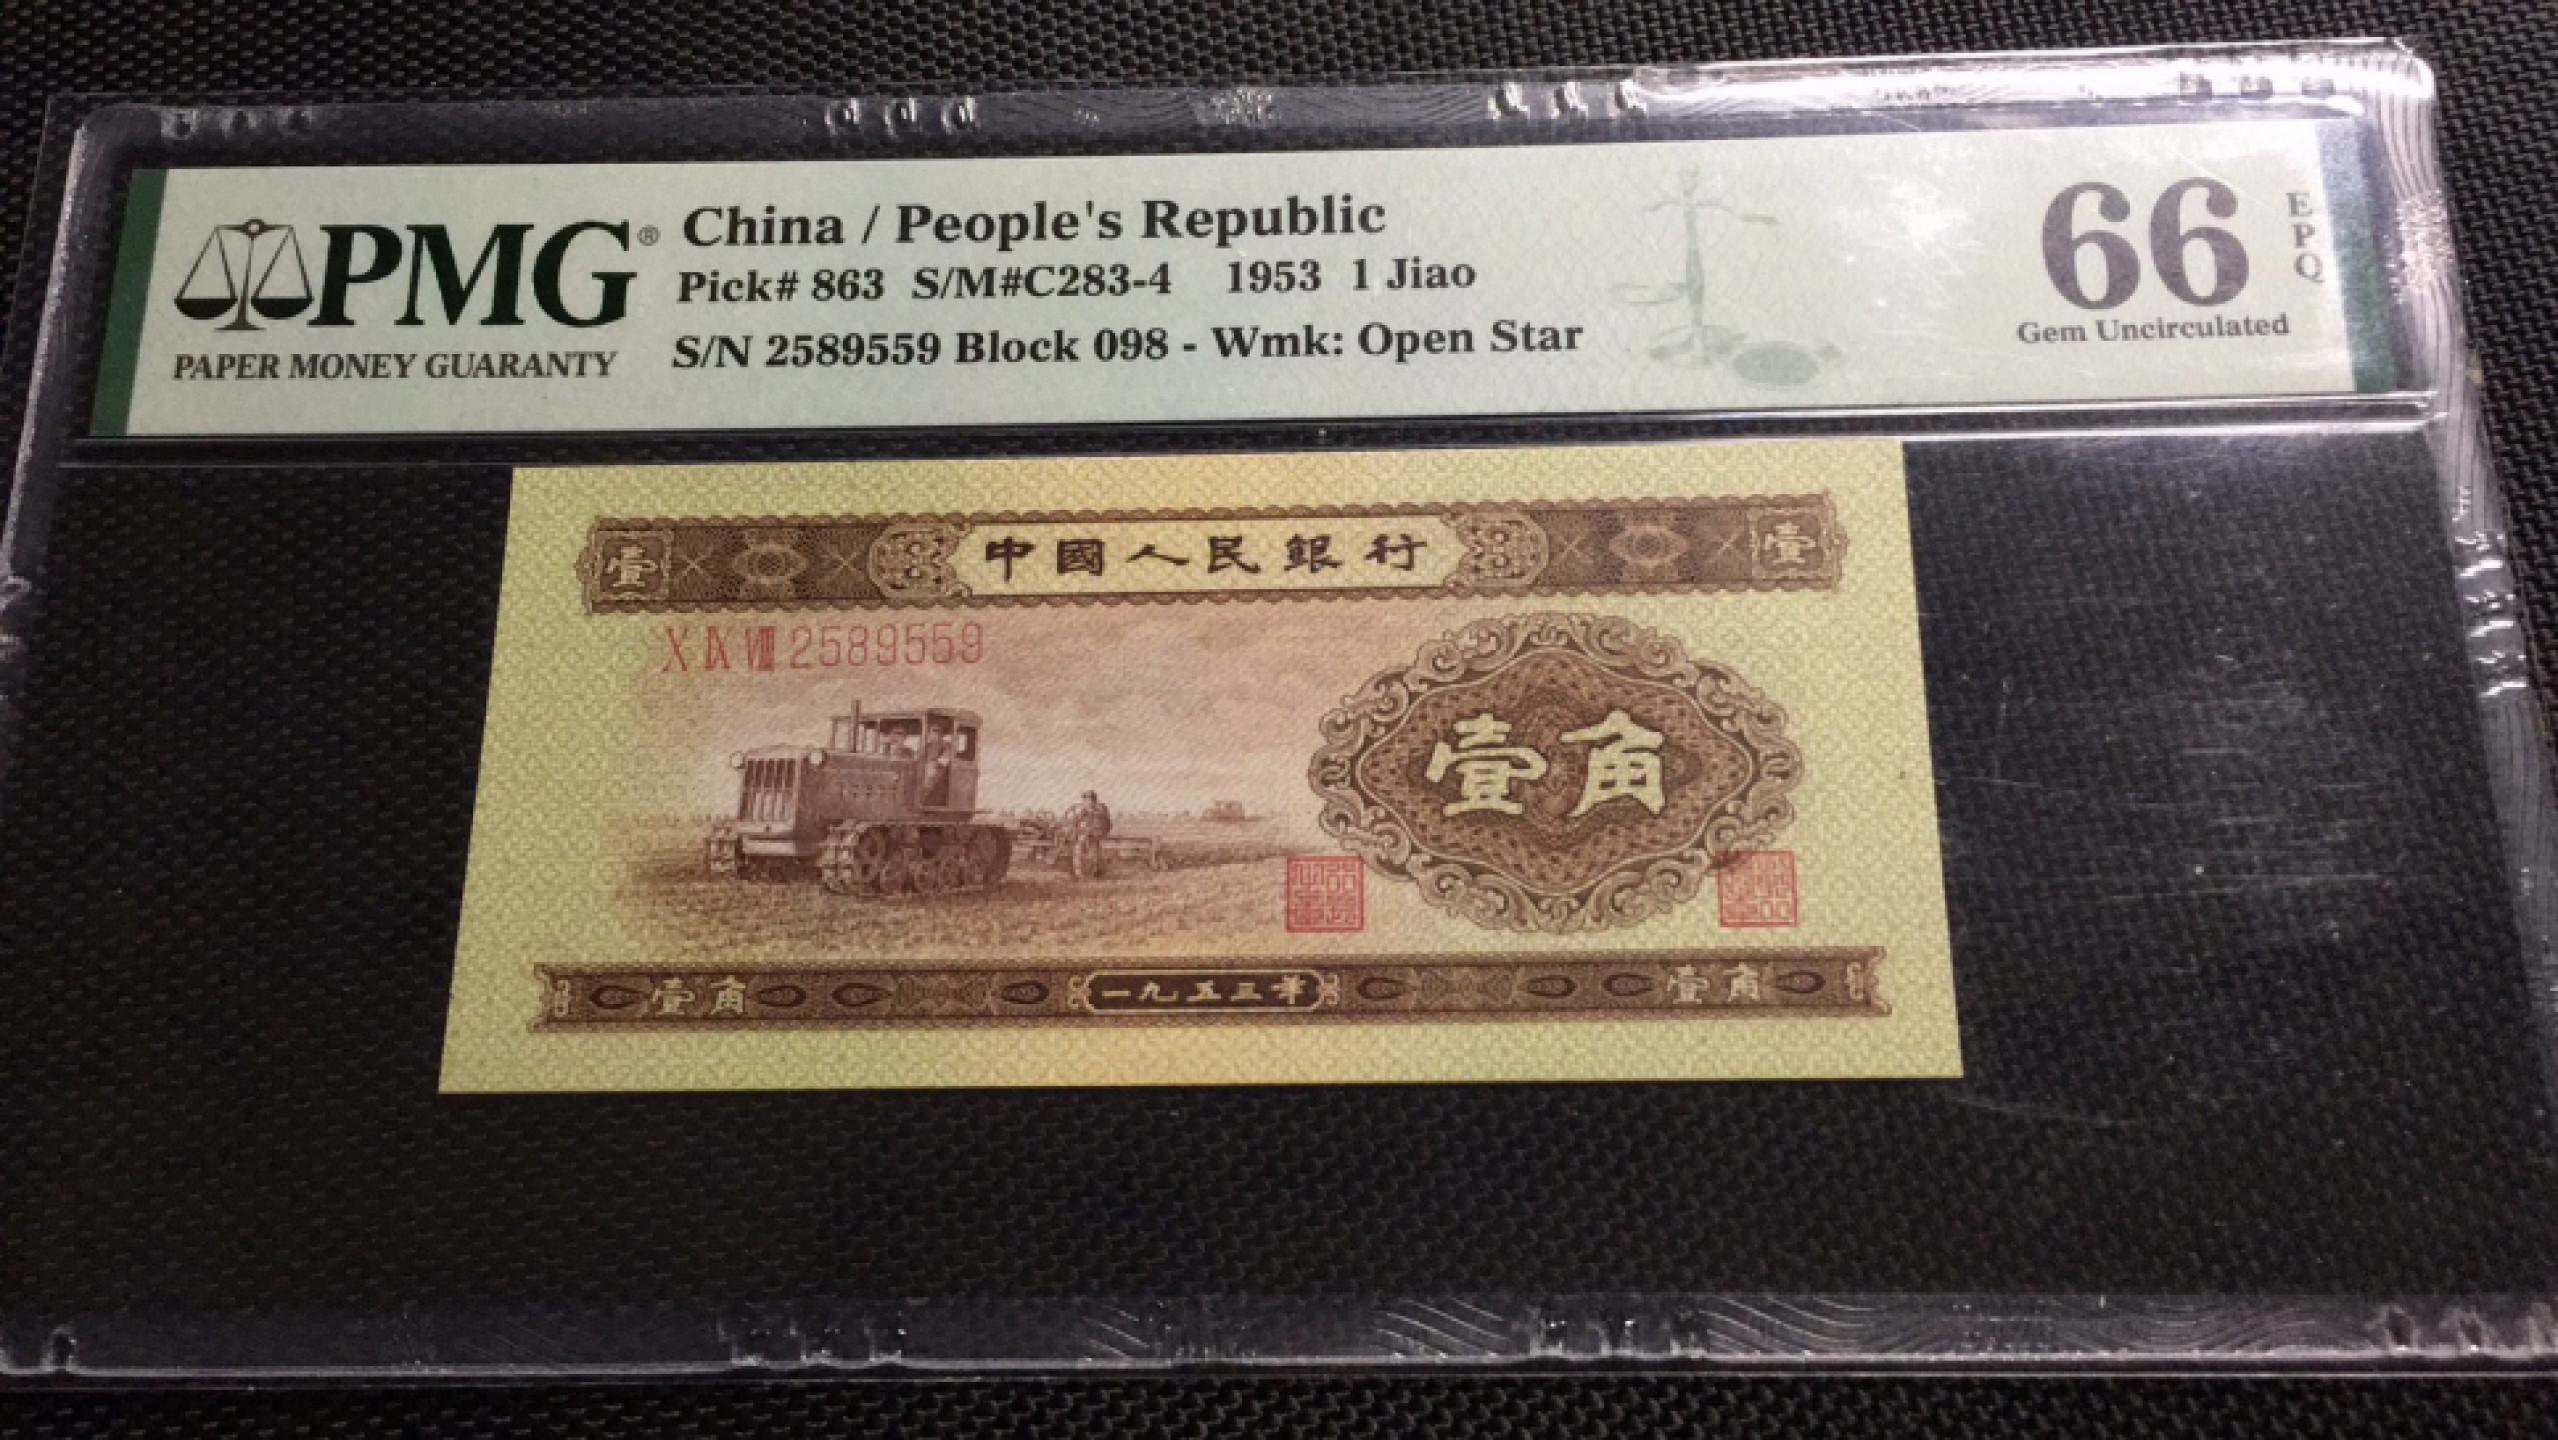 PMG®
PAPER MONEY GUARANTY
China / People's Republic
Pick# 863 S/M#C283-4 1953 1 Jiao
S/N 2589559 Block 098 - Wmk: Open Star
66
EPQ
Gem Uncirculated
壹 中國人民銀行 壹
X IX VIII 2589559
壹角
壹角 一九五三年 壹角